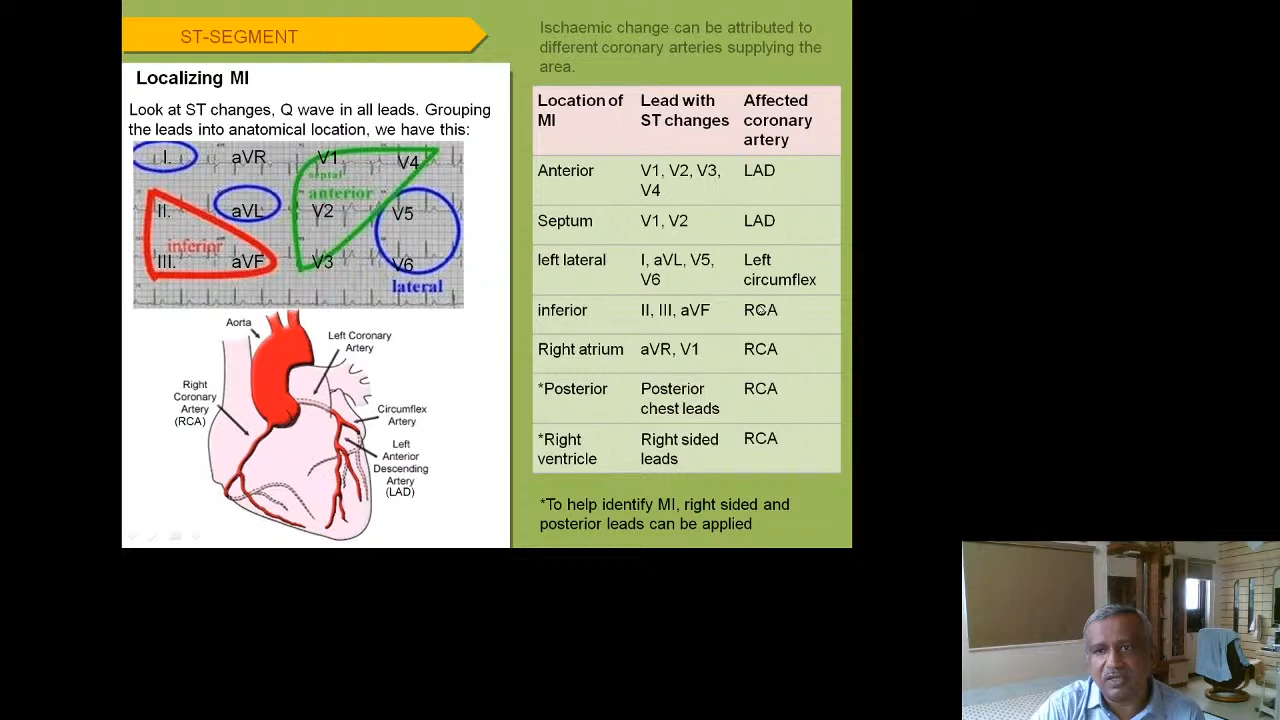 ST-SEGMENT
Localizing MI
Look at ST changes, Q wave in all leads. Grouping
the leads into anatomical location, we have this:
I. aVR V1 V4
septal
anterior
II. aVL V2 V5
inferior
III. aVF V3 V6
lateral
Aorta
Left Coronary
Artery
Right
Coronary
Artery
(RCA)
Circumflex
Artery
Left
Anterior
Descending
Artery
(LAD)
Ischaemic change can be attributed to
different coronary arteries supplying the
area.
Location of MI Lead with ST changes Affected coronary artery
Anterior V1, V2, V3, V4 LAD
Septum V1, V2 LAD
left lateral I, aVL, V5, V6 Left circumflex
inferior II, III, aVF RCA
Right atrium aVR, V1 RCA
*Posterior Posterior chest leads RCA
*Right ventricle Right sided leads RCA
*To help identify MI, right sided and
posterior leads can be applied